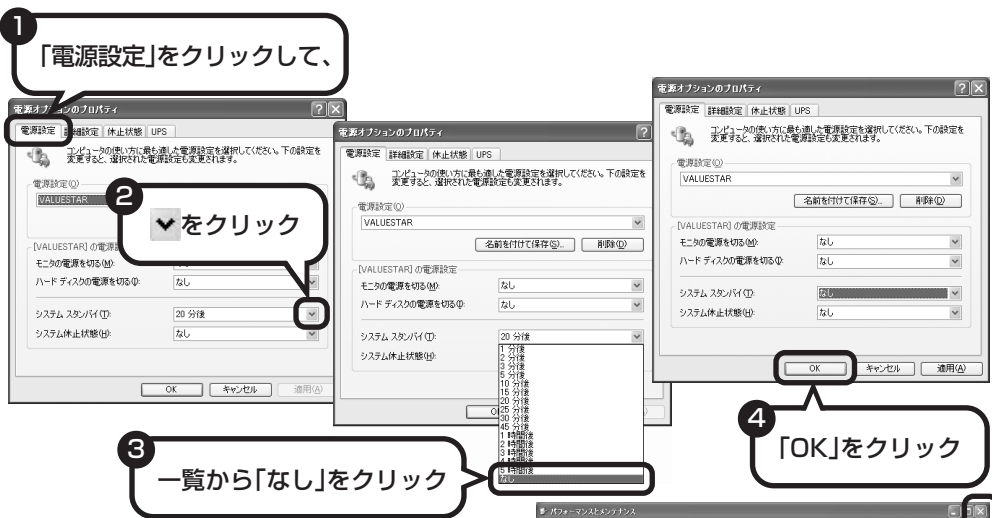 1
「電源設定」をクリックして、
電源オプションのプロパティ
電源設定 詳細設定 休止状態 UPS
コンピュータの使い方に最も適した電源設定を選択してください。下の設定を
変更すると、選択された電源設定も変更されます。
電源設定(O)
VALUESTAR
2
をクリック
[VALUESTAR] の電源設
モニタの電源を切る(M):
ハード ディスクの電源を切る(I):
なし
システム スタンバイ(T):
20 分後
システム休止状態(H):
なし
OK
キャンセル
適用(A)
電源オプションのプロパティ
電源設定 詳細設定 休止状態 UPS
コンピュータの使い方に最も適した電源設定を選択してください。下の設定を
変更すると、選択された電源設定も変更されます。
電源設定(O)
VALUESTAR
名前を付けて保存(S)...
削除(D)
[VALUESTAR] の電源設定
モニタの電源を切る(M):
なし
ハード ディスクの電源を切る(I):
なし
システム スタンバイ(T):
20 分後
システム休止状態(H):
1 分後
2 分後
3 分後
5 分後
10 分後
15 分後
20 分後
25 分後
30 分後
45 分後
1 時間後
2 時間後
3 時間後
4 時間後
5 時間後
なし
3
一覧から「なし」をクリック
電源オプションのプロパティ
電源設定 詳細設定 休止状態 UPS
コンピュータの使い方に最も適した電源設定を選択してください。下の設定を
変更すると、選択された電源設定も変更されます。
電源設定(O)
VALUESTAR
名前を付けて保存(S)...
削除(D)
[VALUESTAR] の電源設定
モニタの電源を切る(M):
なし
ハード ディスクの電源を切る(I):
なし
システム スタンバイ(T):
なし
システム休止状態(H):
なし
OK
キャンセル
適用(A)
4
「OK」をクリック
パフォーマンスとメンテナンス